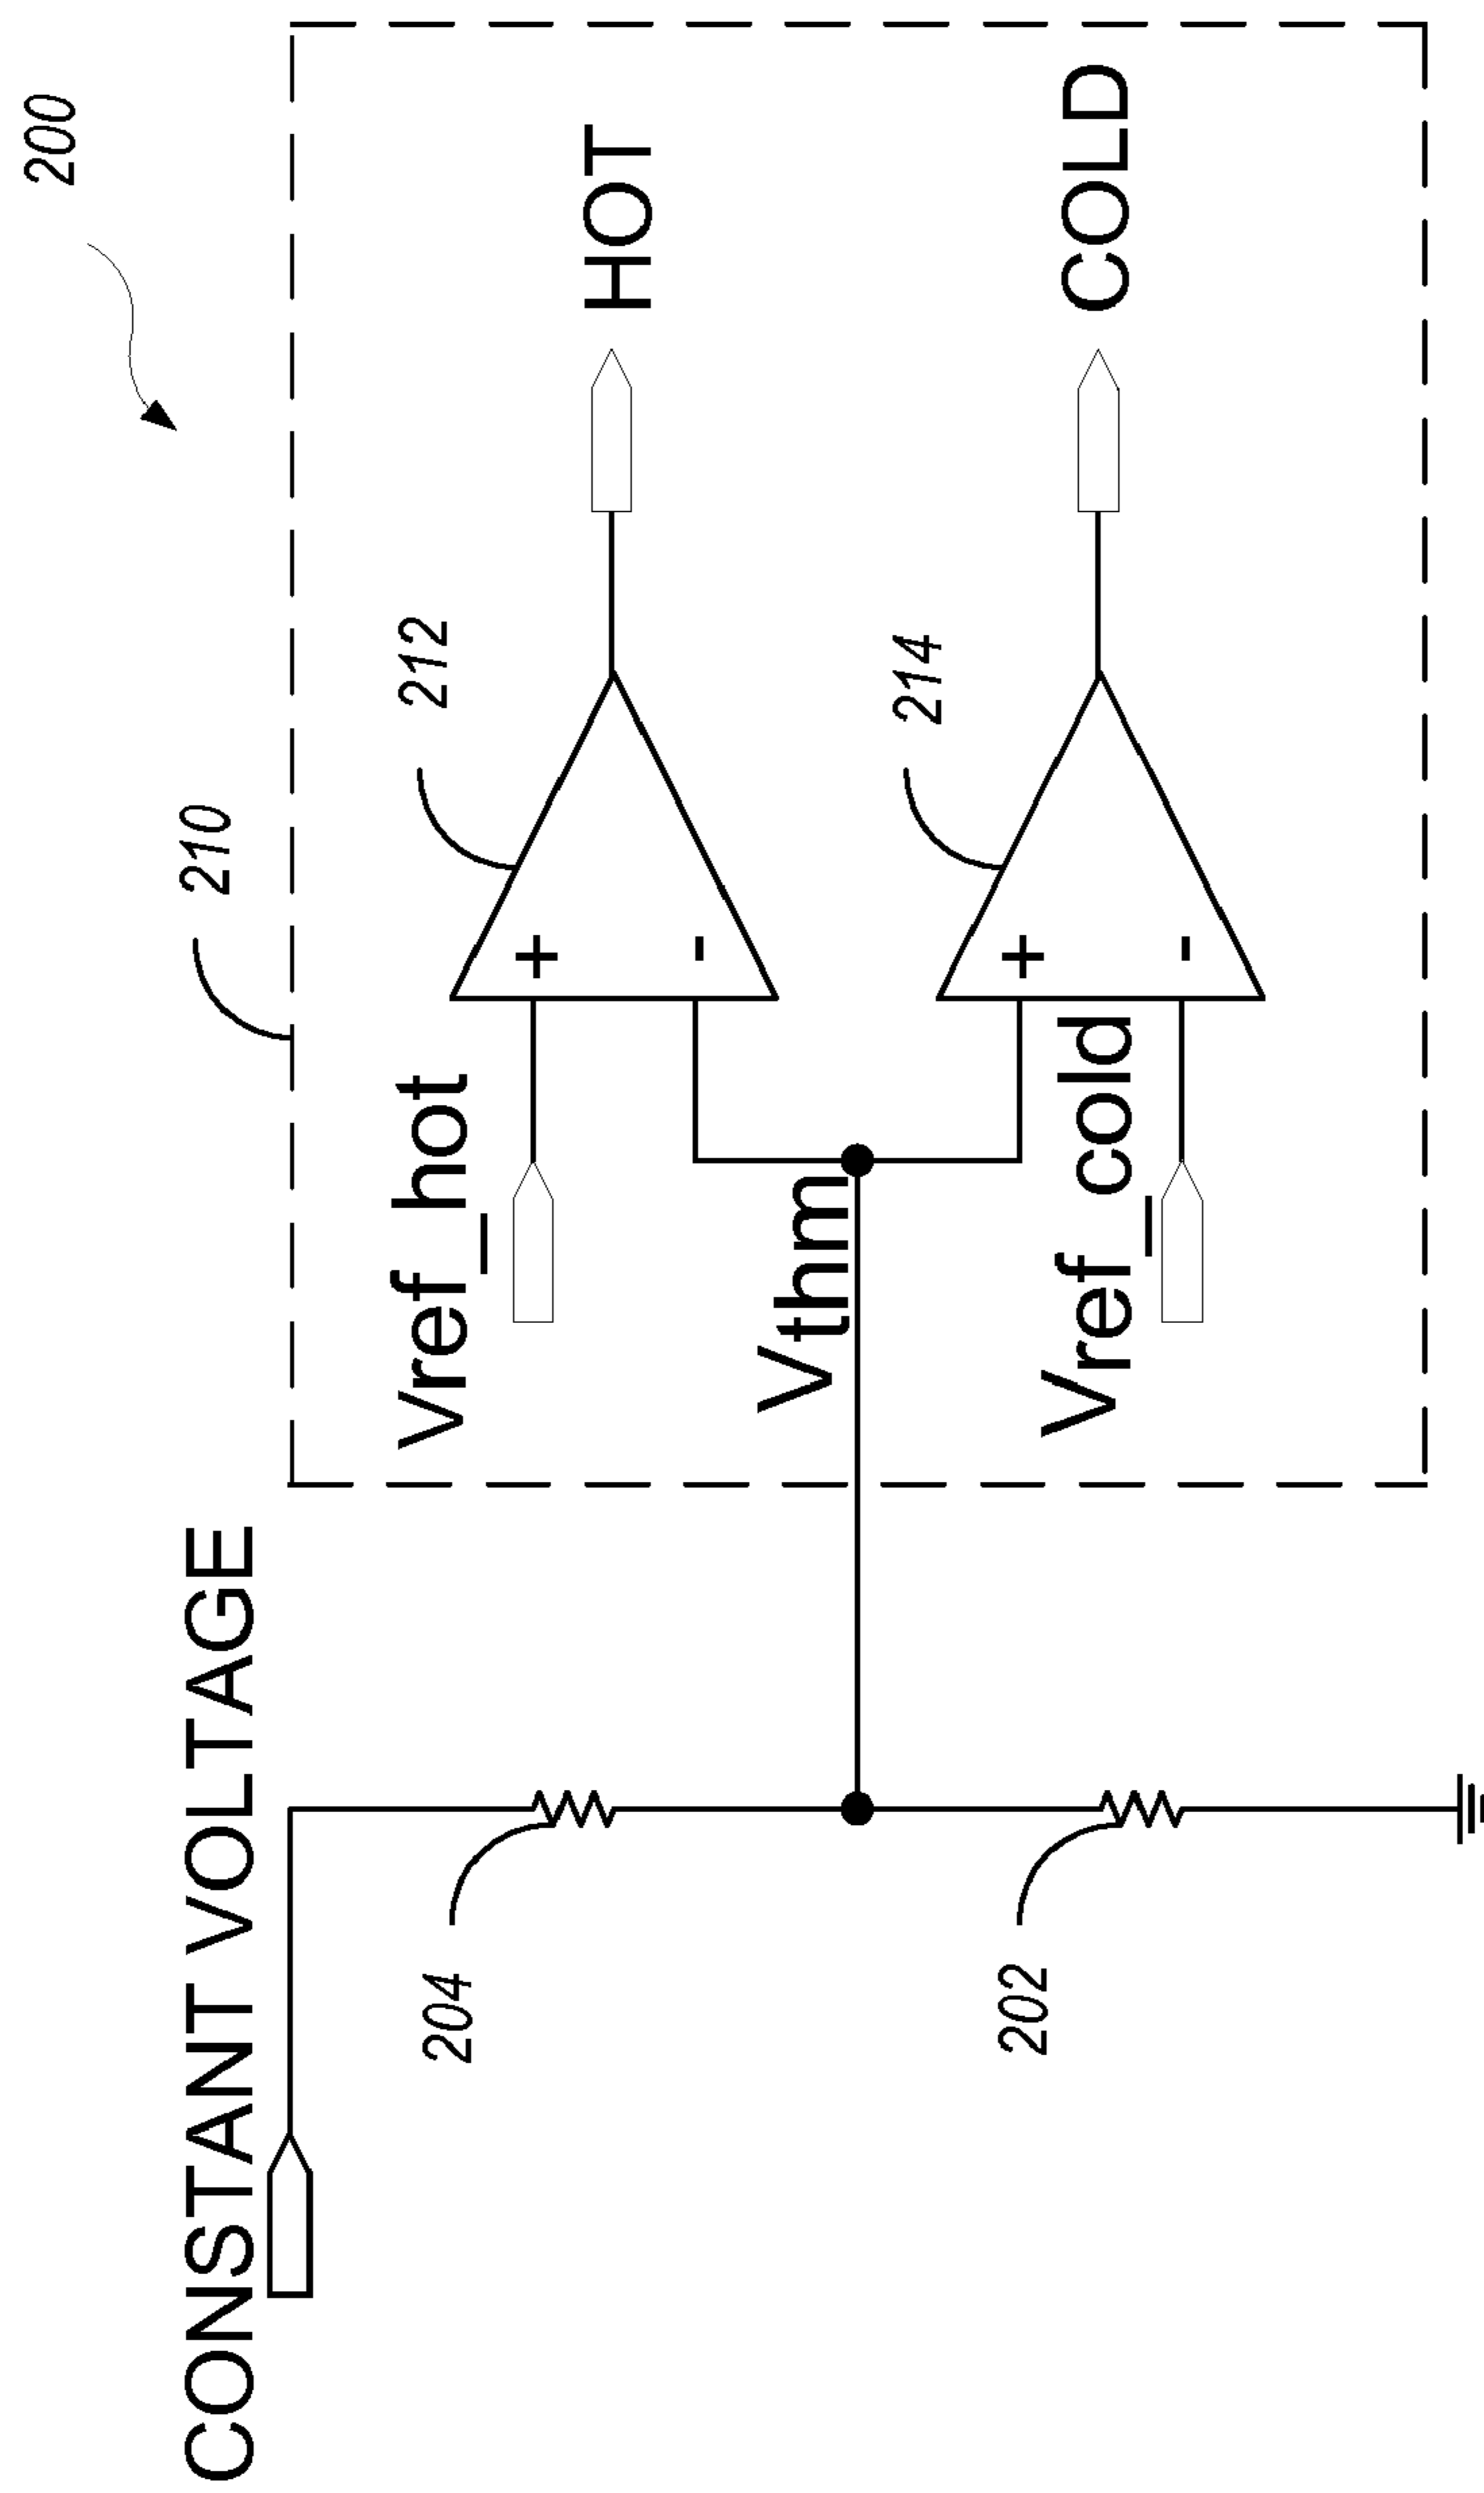 200
CONSTANT VOLTAGE
210
Vref_hot
+
-
212
HOT
204
Vthm
214
COLD
+
-
Vref_cold
202